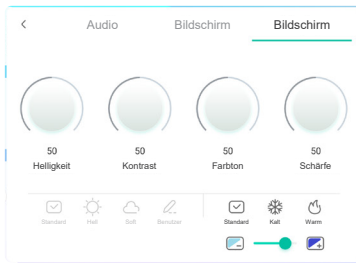 Audio Bildschirm Bildschirm
50 50 50 50
Helligkeit Kontrast Farbton Schärfe
Standard Hell Soft Benutzer Standard Kalt Warm